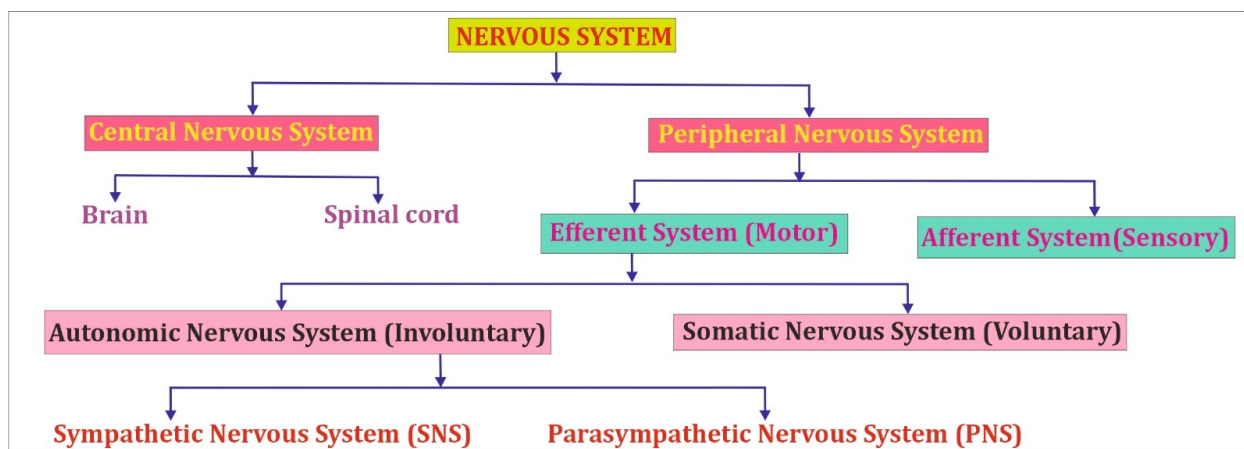 NERVOUS SYSTEM
Central Nervous System
Peripheral Nervous System
Brain
Spinal cord
Efferent System (Motor)
Afferent System(Sensory)
Autonomic Nervous System (Involuntary)
Somatic Nervous System (Voluntary)
Sympathetic Nervous System (SNS)
Parasympathetic Nervous System (PNS)